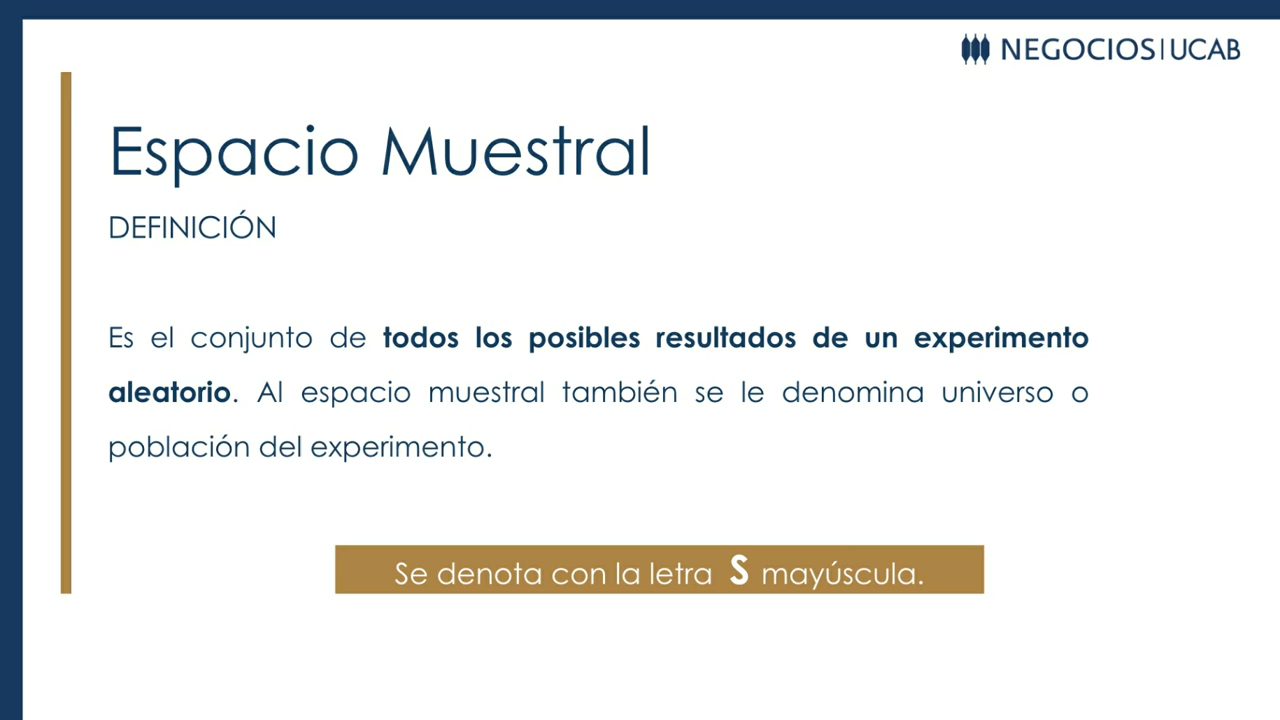 NEGOCIOS|UCAB
Espacio Muestral
DEFINICIÓN
Es el conjunto de todos los posibles resultados de un experimento
aleatorio. Al espacio muestral también se le denomina universo o
población del experimento.
Se denota con la letra S mayúscula.